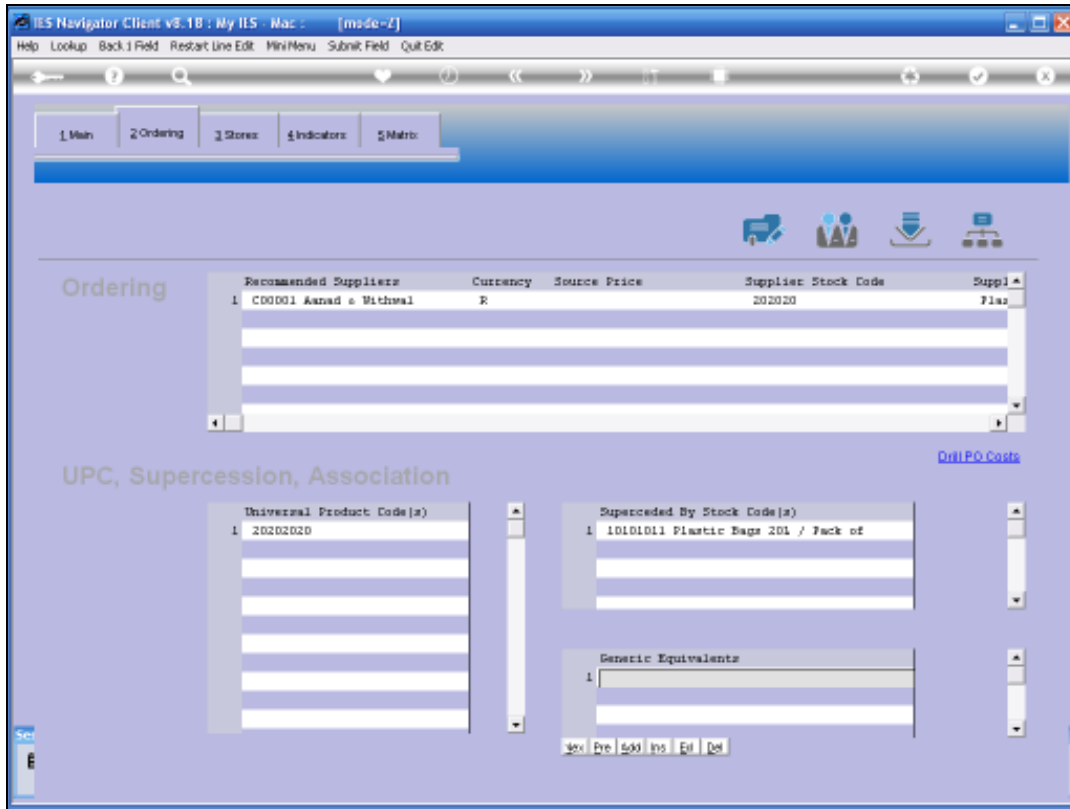 IES Navigator Client v8.18 : My IES - Mac : [mode=Z]
Help Lookup Back 1 Field Restart Line Edit MiniMenu Submit Field Quit Edit
1 Main 2 Ordering 3 Stores 4 Indicators 5 Matrix
Ordering
Recommended Suppliers Currency Source Price Supplier Stock Code Suppl
1 C00001 Aanad & Withwal R 202020 Plas
Drill PO Costs
UPC, Supercession, Association
Universal Product Code(s)
1 20202020
Superceded By Stock Code(s)
1 10101011 Plastic Bags 20L / Pack of
Generic Equivalents
1
Nex Pre Add Ins Del